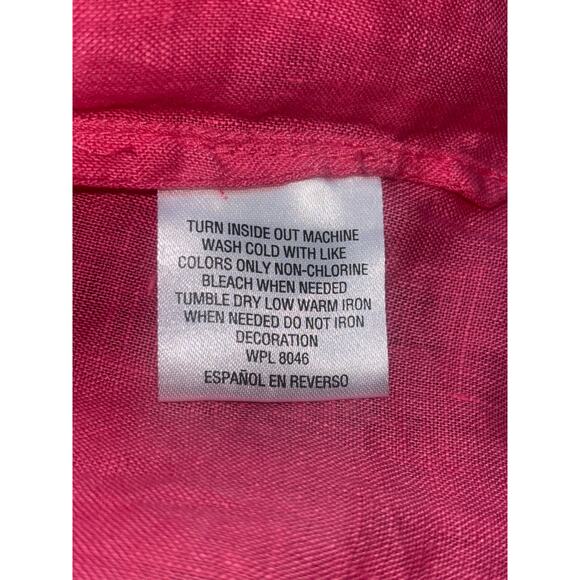 TURN INSIDE OUT MACHINE
WASH COLD WITH LIKE
COLORS ONLY NON-CHLORINE
BLEACH WHEN NEEDED
TUMBLE DRY LOW WARM IRON
WHEN NEEDED DO NOT IRON
DECORATION
WPL 8046
ESPAÑOL EN REVERSO